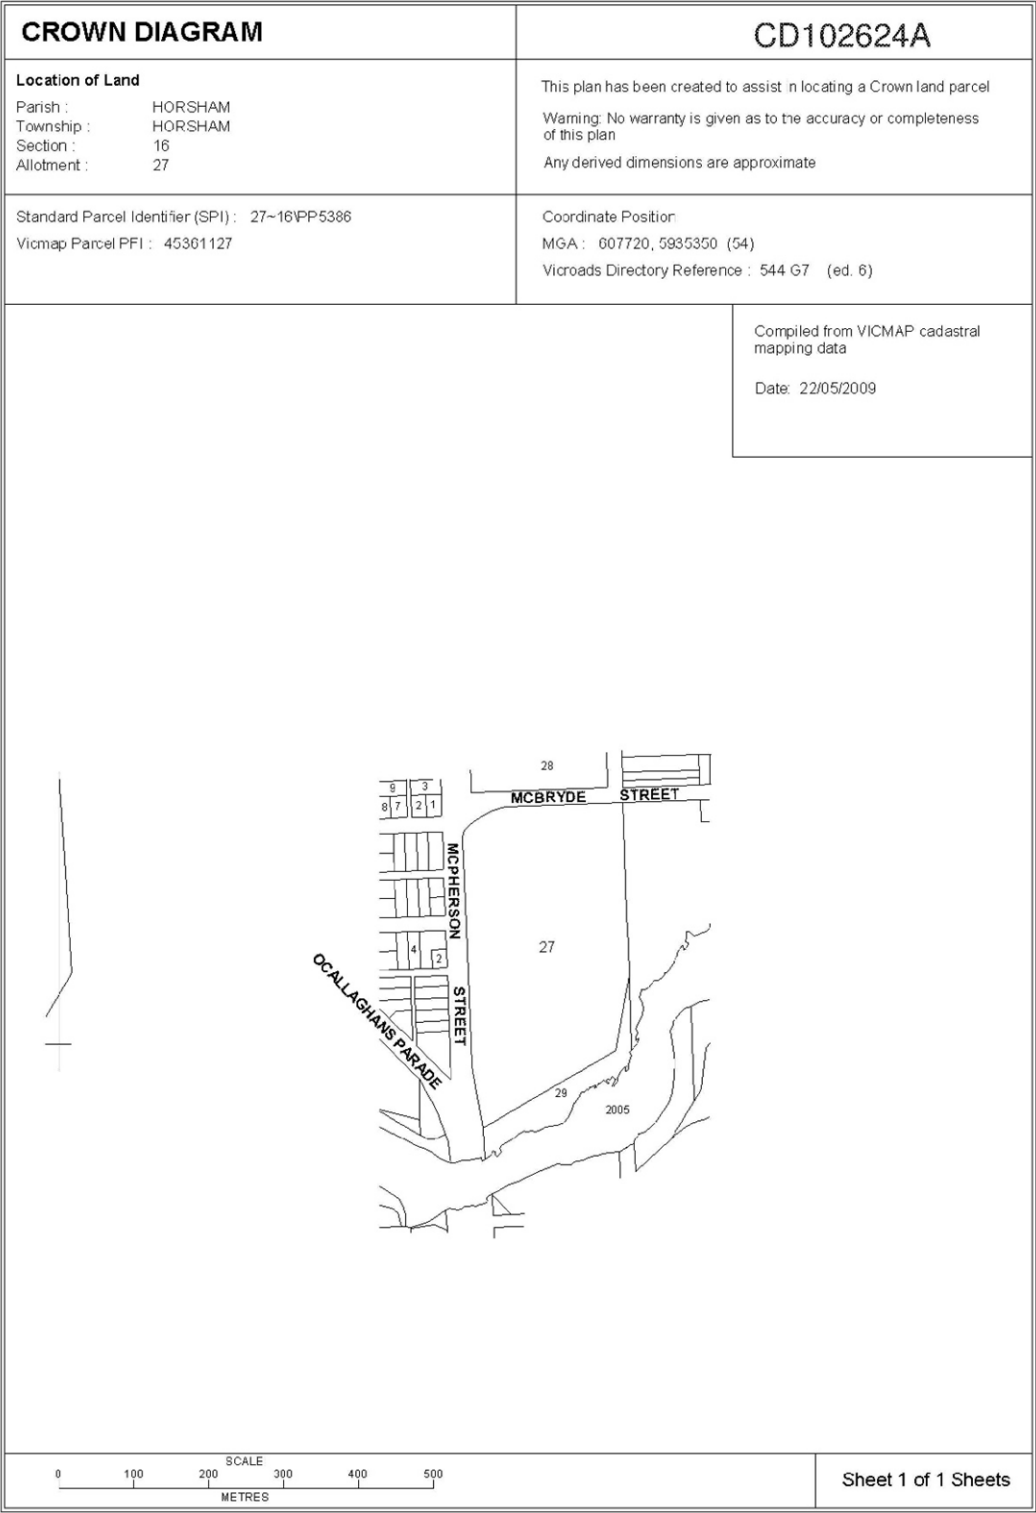 CROWN DIAGRAM
CD102624A
Location of Land
Parish : HORSHAM
Township : HORSHAM
Section : 16
Allotment : 27
This plan has been created to assist in locating a Crown land parcel
Warning: No warranty is given as to the accuracy or completeness
of this plan
Any derived dimensions are approximate
Standard Parcel Identifier (SPI) : 27~16\PP5386
Vicmap Parcel PFI : 45361127
Coordinate Position
MGA : 607720, 5935350 (54)
Vicroads Directory Reference : 544 G7 (ed. 6)
Compiled from VICMAP cadastral
mapping data
Date: 22/05/2009
28
9 3
8 7 2 1
MCBRYDE STREET
MCPHERSON STREET
27
4
2
OCALLAGHANS PARADE
29
2005
SCALE
0 100 200 300 400 500
METRES
Sheet 1 of 1 Sheets